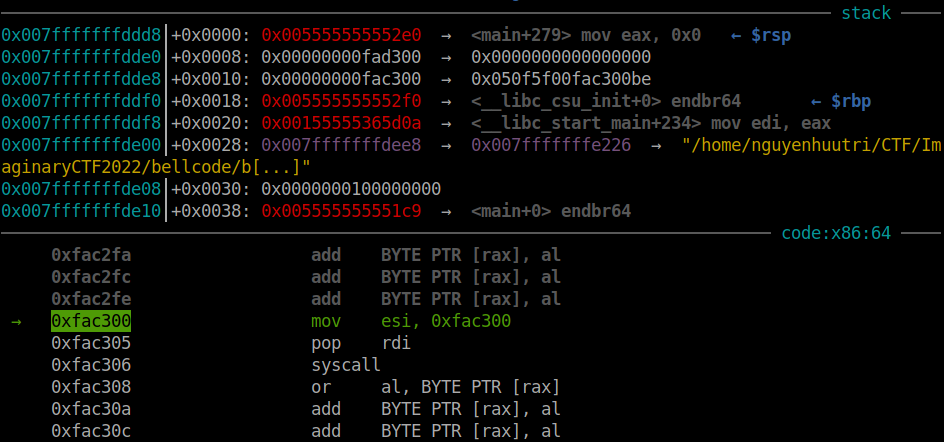 stack
0x007fffffffddd8│+0x0000: 0x005555555552e0 → <main+279> mov eax, 0x0 ← $rsp
0x007fffffffdde0│+0x0008: 0x00000000fad300 → 0x0000000000000000
0x007fffffffdde8│+0x0010: 0x00000000fac300 → 0x050f5f00fac300be
0x007fffffffddf0│+0x0018: 0x005555555552f0 → <__libc_csu_init+0> endbr64 ← $rbp
0x007fffffffddf8│+0x0020: 0x00155555365d0a → <__libc_start_main+234> mov edi, eax
0x007fffffffde00│+0x0028: 0x007fffffffdee8 → 0x007fffffffe226 → "/home/nguyenhuutri/CTF/Im
aginaryCTF2022/bellcode/b[...]"
0x007fffffffde08│+0x0030: 0x0000000100000000
0x007fffffffde10│+0x0038: 0x005555555551c9 → <main+0> endbr64
code:x86:64
0xfac2fa add BYTE PTR [rax], al
0xfac2fc add BYTE PTR [rax], al
0xfac2fe add BYTE PTR [rax], al
→ 0xfac300 mov esi, 0xfac300
0xfac305 pop rdi
0xfac306 syscall
0xfac308 or al, BYTE PTR [rax]
0xfac30a add BYTE PTR [rax], al
0xfac30c add BYTE PTR [rax], al